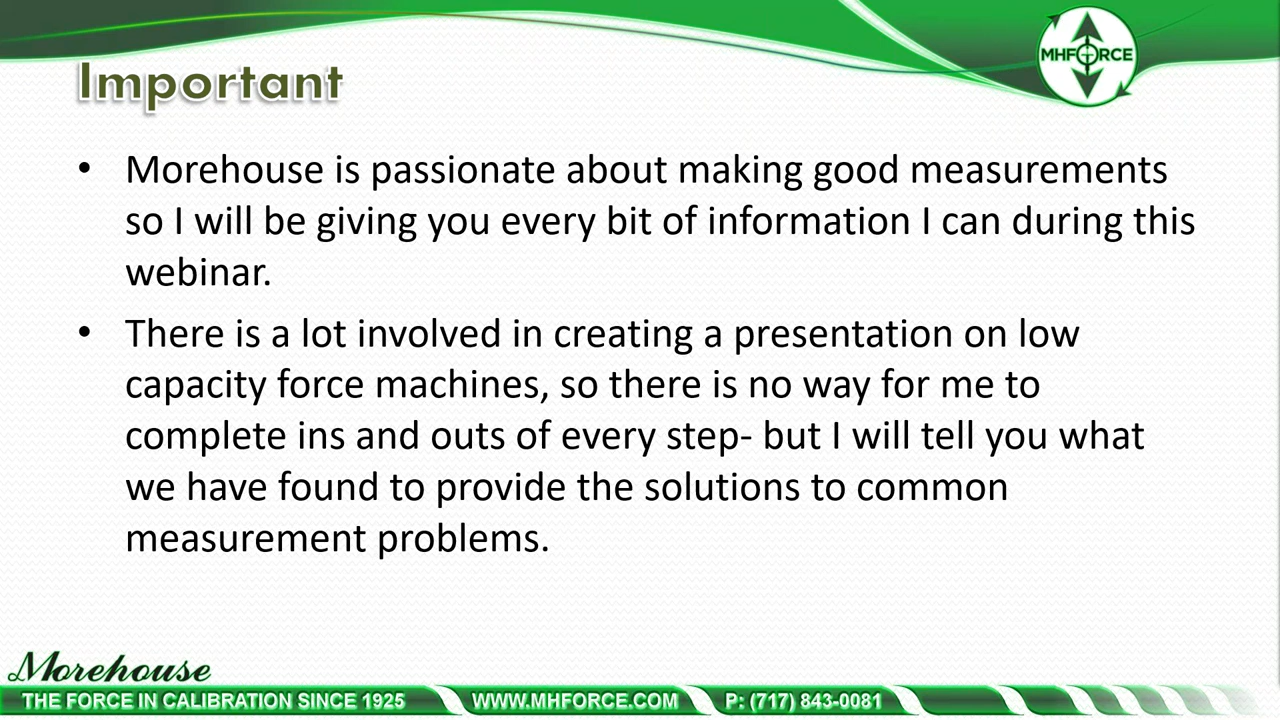 MHFORCE
Important
• Morehouse is passionate about making good measurements
so I will be giving you every bit of information I can during this
webinar.
• There is a lot involved in creating a presentation on low
capacity force machines, so there is no way for me to
complete ins and outs of every step- but I will tell you what
we have found to provide the solutions to common
measurement problems.
Morehouse
THE FORCE IN CALIBRATION SINCE 1925 WWW.MHFORCE.COM P: (717) 843-0081